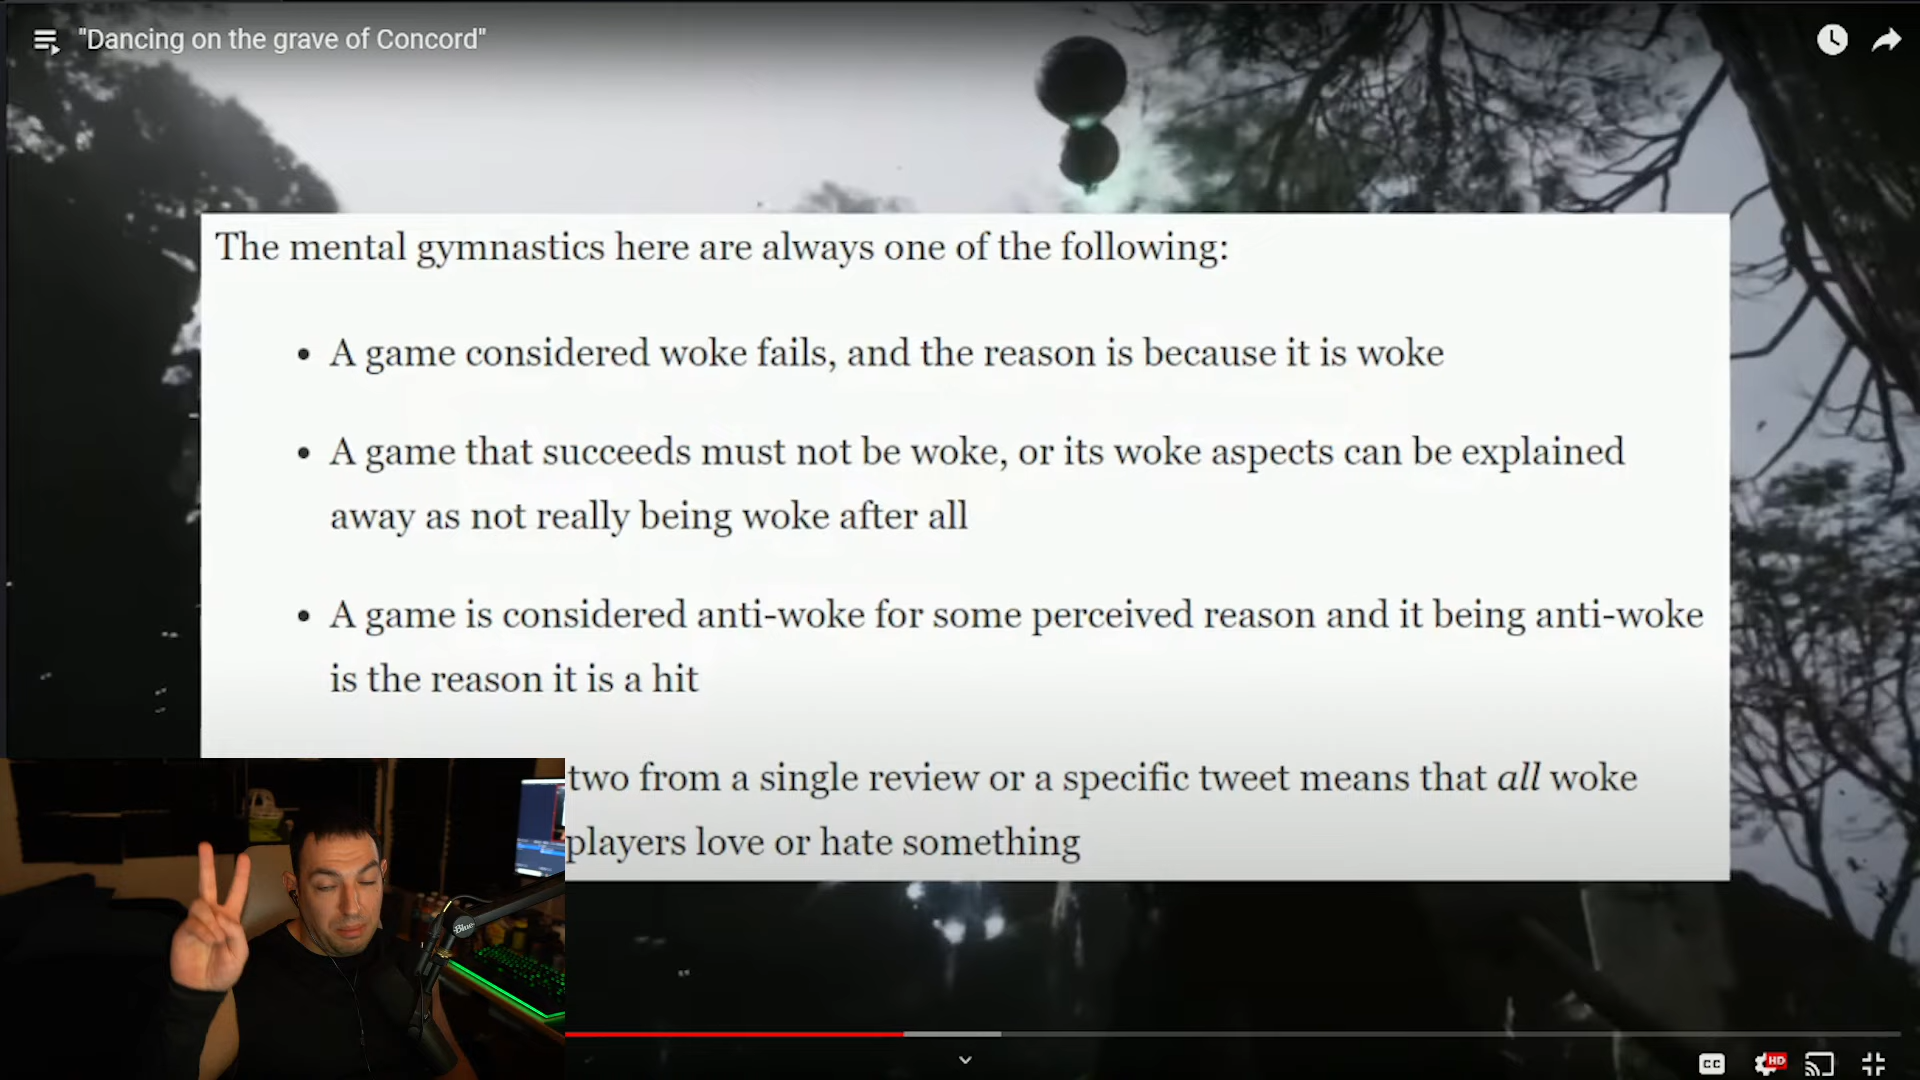 "Dancing on the grave of Concord"
The mental gymnastics here are always one of the following:
• A game considered woke fails, and the reason is because it is woke
• A game that succeeds must not be woke, or its woke aspects can be explained
away as not really being woke after all
• A game is considered anti-woke for some perceived reason and it being anti-woke
is the reason it is a hit
two from a single review or a specific tweet means that all woke
players love or hate something
Blue
CC
HD